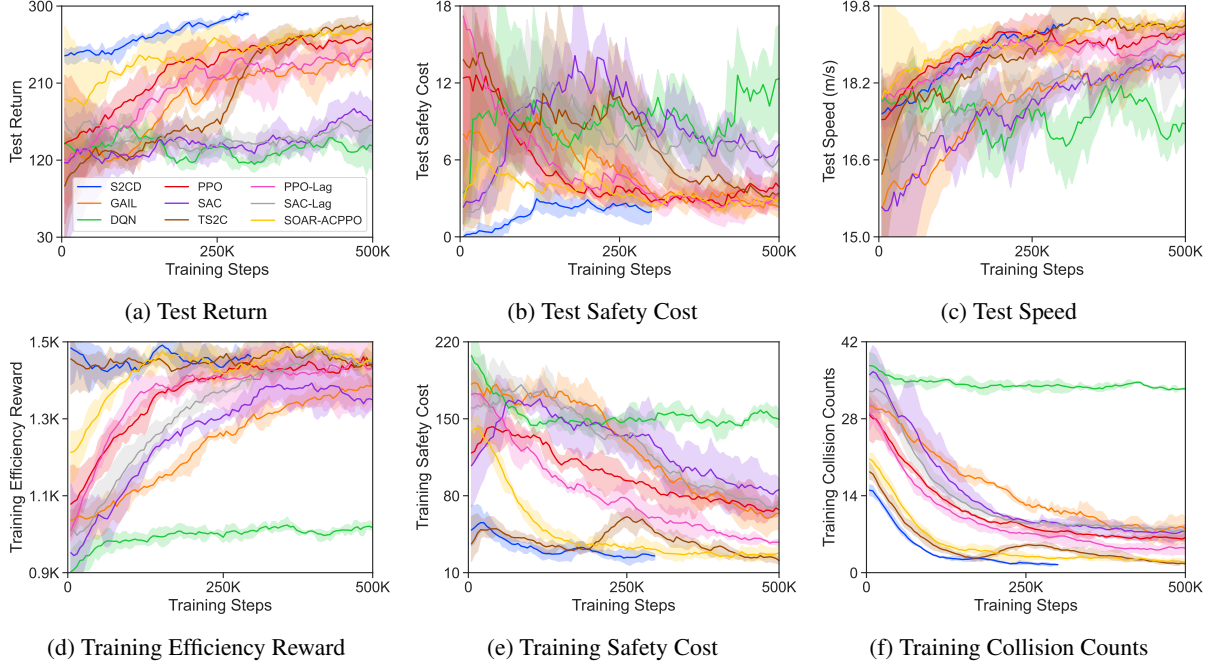 300
210
120
30
Test Return
S2CD
GAIL
DQN
PPO
SAC
TS2C
PPO-Lag
SAC-Lag
SOAR-ACPPO
0
250K
500K
Training Steps
(a) Test Return
18
12
6
0
Test Safety Cost
0
250K
500K
Training Steps
(b) Test Safety Cost
19.8
18.2
16.6
15.0
Test Speed (m/s)
0
250K
500K
Training Steps
(c) Test Speed
1.5K
1.3K
1.1K
0.9K
Training Efficiency Reward
0
250K
500K
Training Steps
(d) Training Efficiency Reward
220
150
80
10
Training Safety Cost
0
250K
500K
Training Steps
(e) Training Safety Cost
42
28
14
0
Training Collision Counts
0
250K
500K
Training Steps
(f) Training Collision Counts